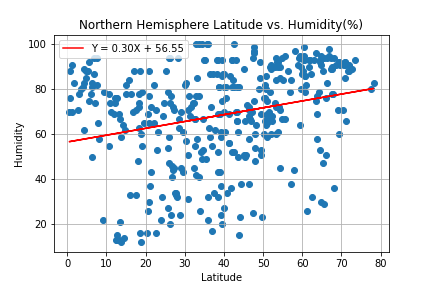 Northern Hemisphere Latitude vs. Humidity(%)
Y = 0.30X + 56.55
100
80
60
40
20
Humidity
0 10 20 30 40 50 60 70 80
Latitude